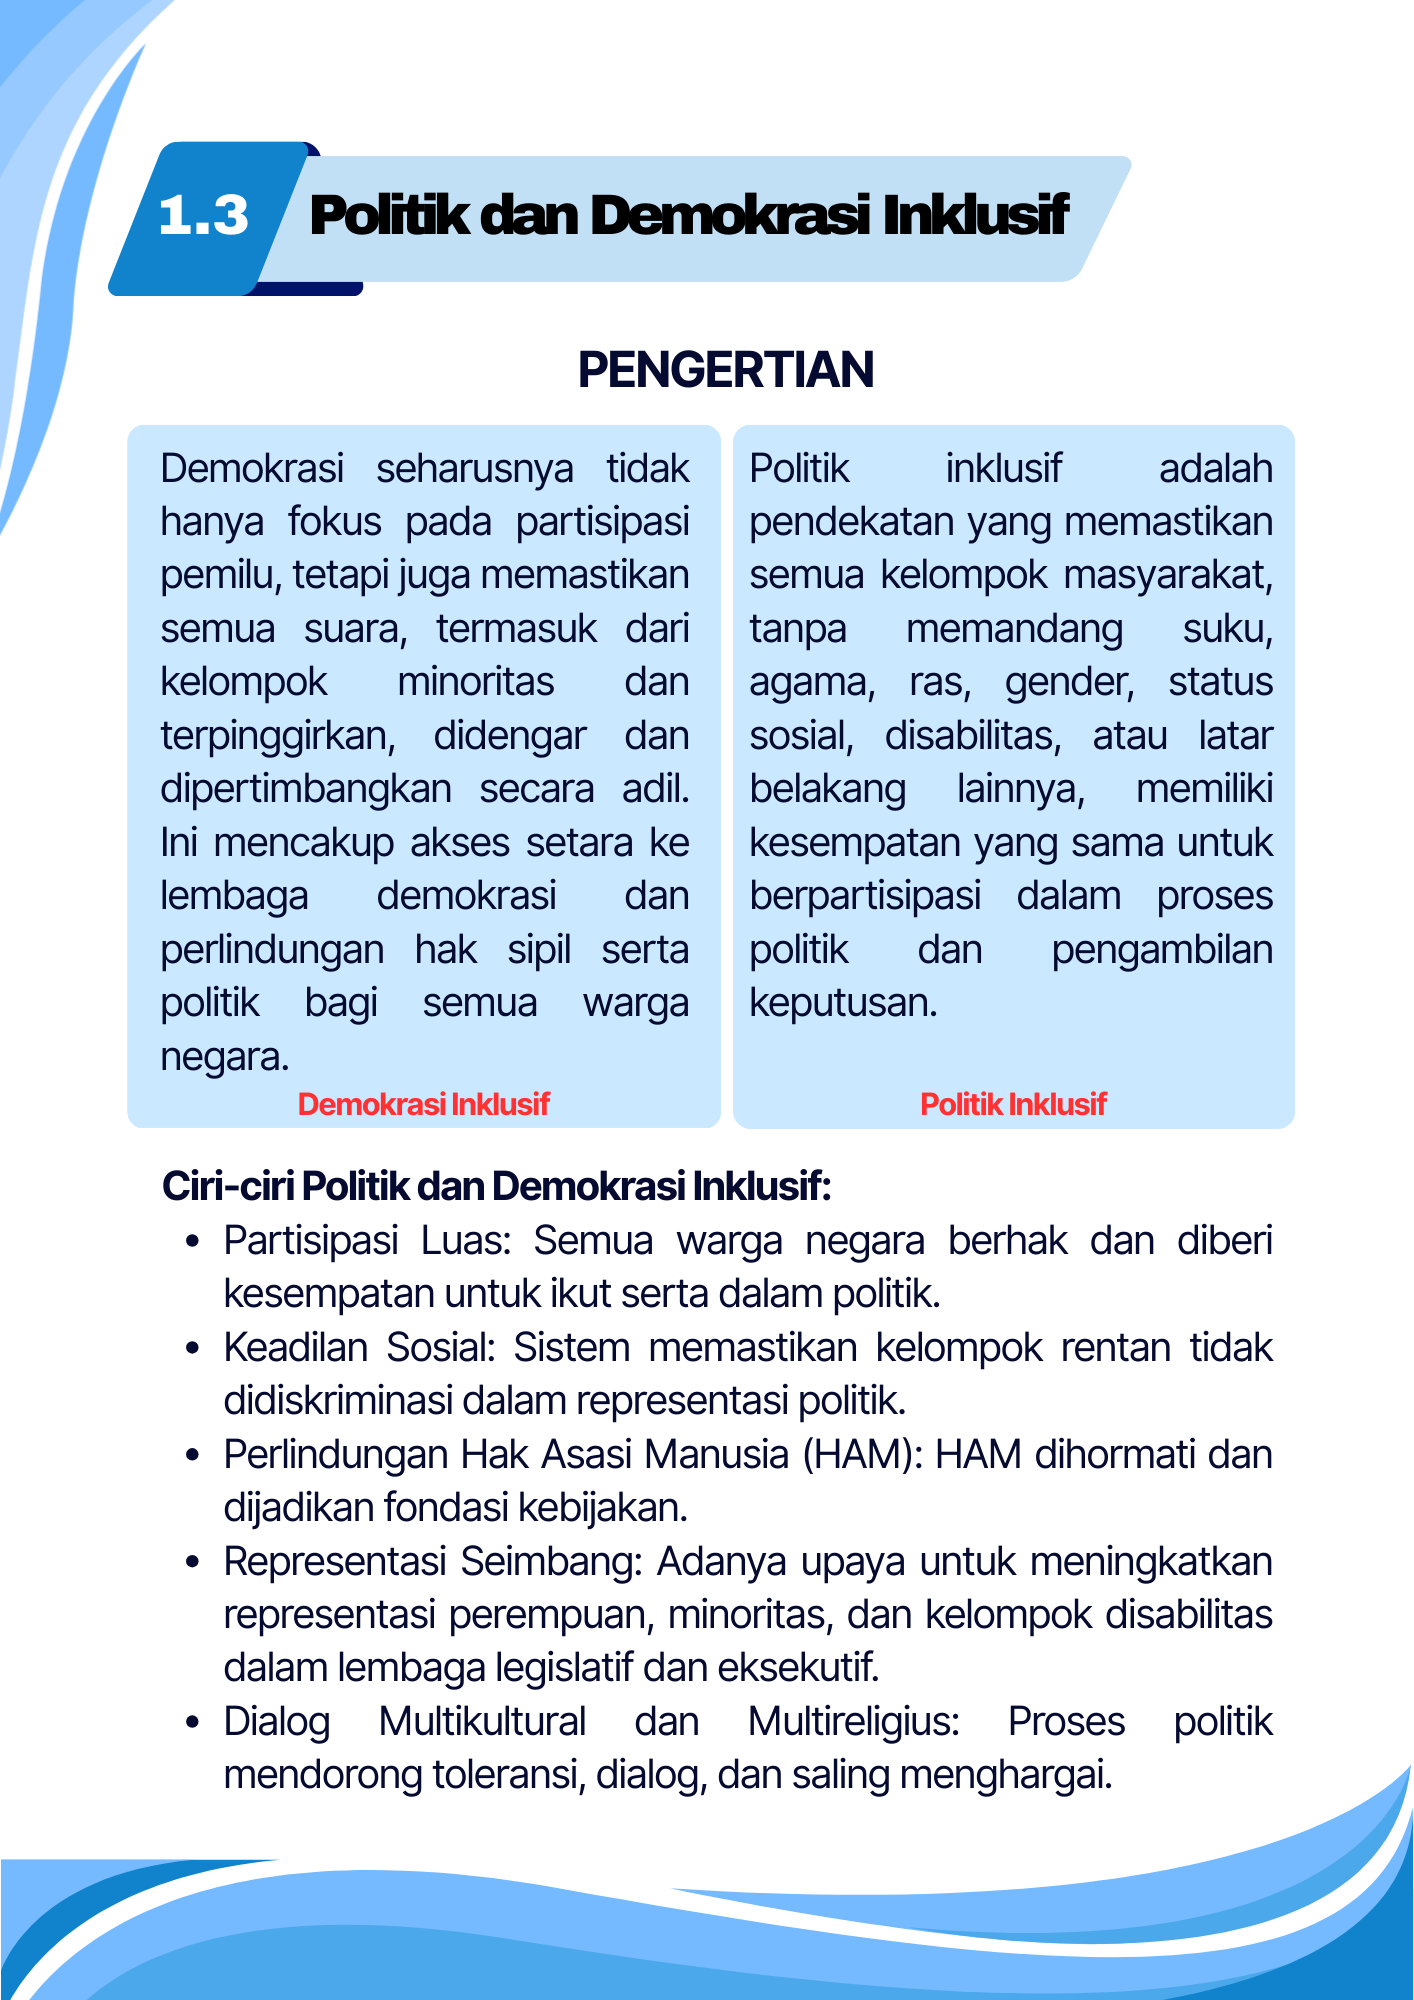 1.3
Politik dan Demokrasi Inklusif
PENGERTIAN
Demokrasi seharusnya tidak
hanya fokus pada partisipasi
pemilu, tetapi juga memastikan
semua suara, termasuk dari
kelompok minoritas dan
terpinggirkan, didengar dan
dipertimbangkan secara adil.
Ini mencakup akses setara ke
lembaga demokrasi dan
perlindungan hak sipil serta
politik bagi semua warga
negara.
Demokrasi Inklusif
Politik inklusif adalah
pendekatan yang memastikan
semua kelompok masyarakat,
tanpa memandang suku,
agama, ras, gender, status
sosial, disabilitas, atau latar
belakang lainnya, memiliki
kesempatan yang sama untuk
berpartisipasi dalam proses
politik dan pengambilan
keputusan.
Politik Inklusif
Ciri-ciri Politik dan Demokrasi Inklusif:
• Partisipasi Luas: Semua warga negara berhak dan diberi
kesempatan untuk ikut serta dalam politik.
• Keadilan Sosial: Sistem memastikan kelompok rentan tidak
didiskriminasi dalam representasi politik.
• Perlindungan Hak Asasi Manusia (HAM): HAM dihormati dan
dijadikan fondasi kebijakan.
• Representasi Seimbang: Adanya upaya untuk meningkatkan
representasi perempuan, minoritas, dan kelompok disabilitas
dalam lembaga legislatif dan eksekutif.
• Dialog Multikultural dan Multireligius: Proses politik
mendorong toleransi, dialog, dan saling menghargai.